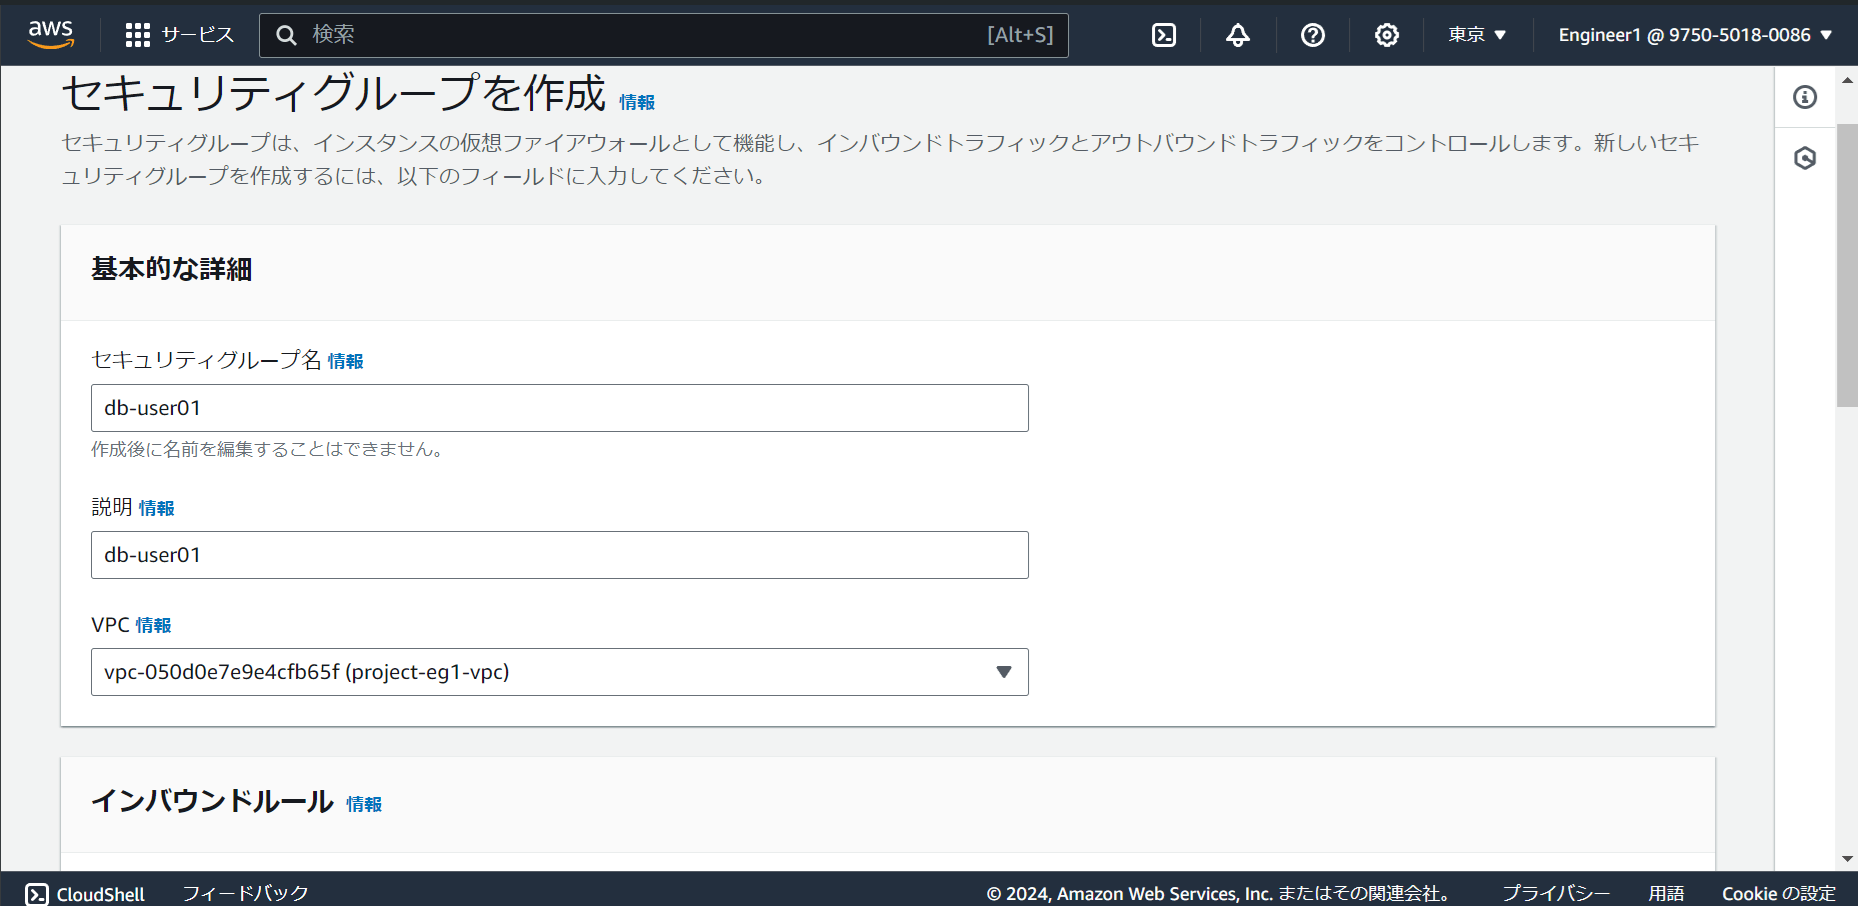 aws サービス 検索 [Alt+S] 東京 ▼ Engineer1 @ 9750-5018-0086 ▼
セキュリティグループを作成 情報
セキュリティグループは、インスタンスの仮想ファイアウォールとして機能し、インバウンドトラフィックとアウトバウンドトラフィックをコントロールします。新しいセキ
ュリティグループを作成するには、以下のフィールドに入力してください。
基本的な詳細
セキュリティグループ名 情報
db-user01
作成後に名前を編集することはできません。
説明 情報
db-user01
VPC 情報
vpc-050d0e7e9e4cfb65f (project-eg1-vpc)
インバウンドルール 情報
CloudShell フィードバック © 2024, Amazon Web Services, Inc. またはその関連会社。 プライバシー 用語 Cookie の設定